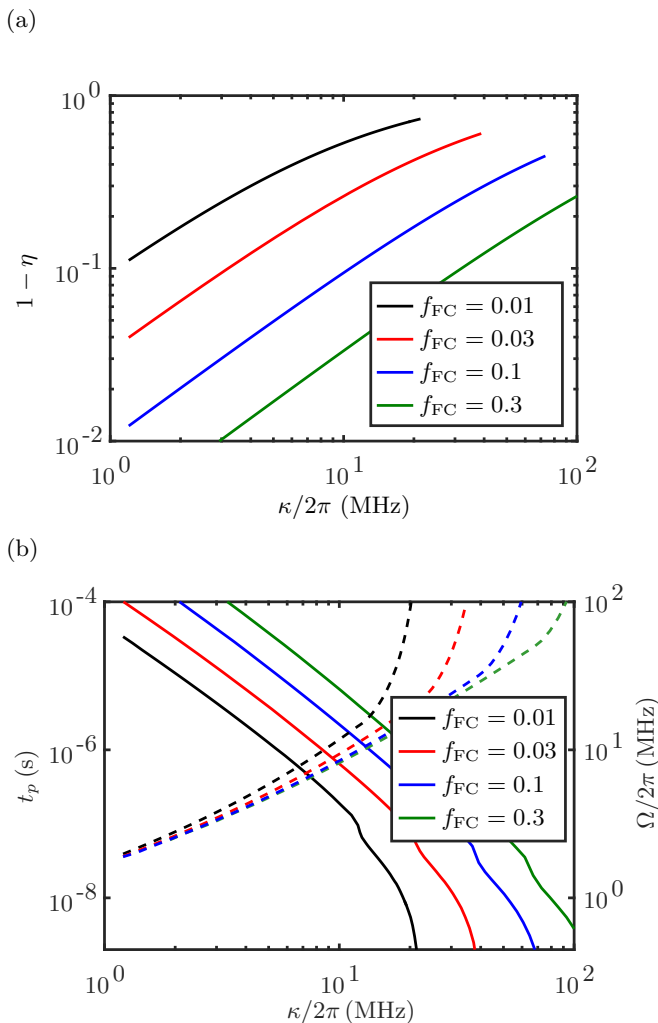 (a)
10^0
10^-1
10^-2
1 − η
f_FC = 0.01
f_FC = 0.03
f_FC = 0.1
f_FC = 0.3
10^0 10^1 10^2
κ/2π (MHz)
(b)
10^-4 10^2
10^-6 10^1
10^-8 10^0
t_p (s)
Ω/2π (MHz)
f_FC = 0.01
f_FC = 0.03
f_FC = 0.1
f_FC = 0.3
10^0 10^1 10^2
κ/2π (MHz)